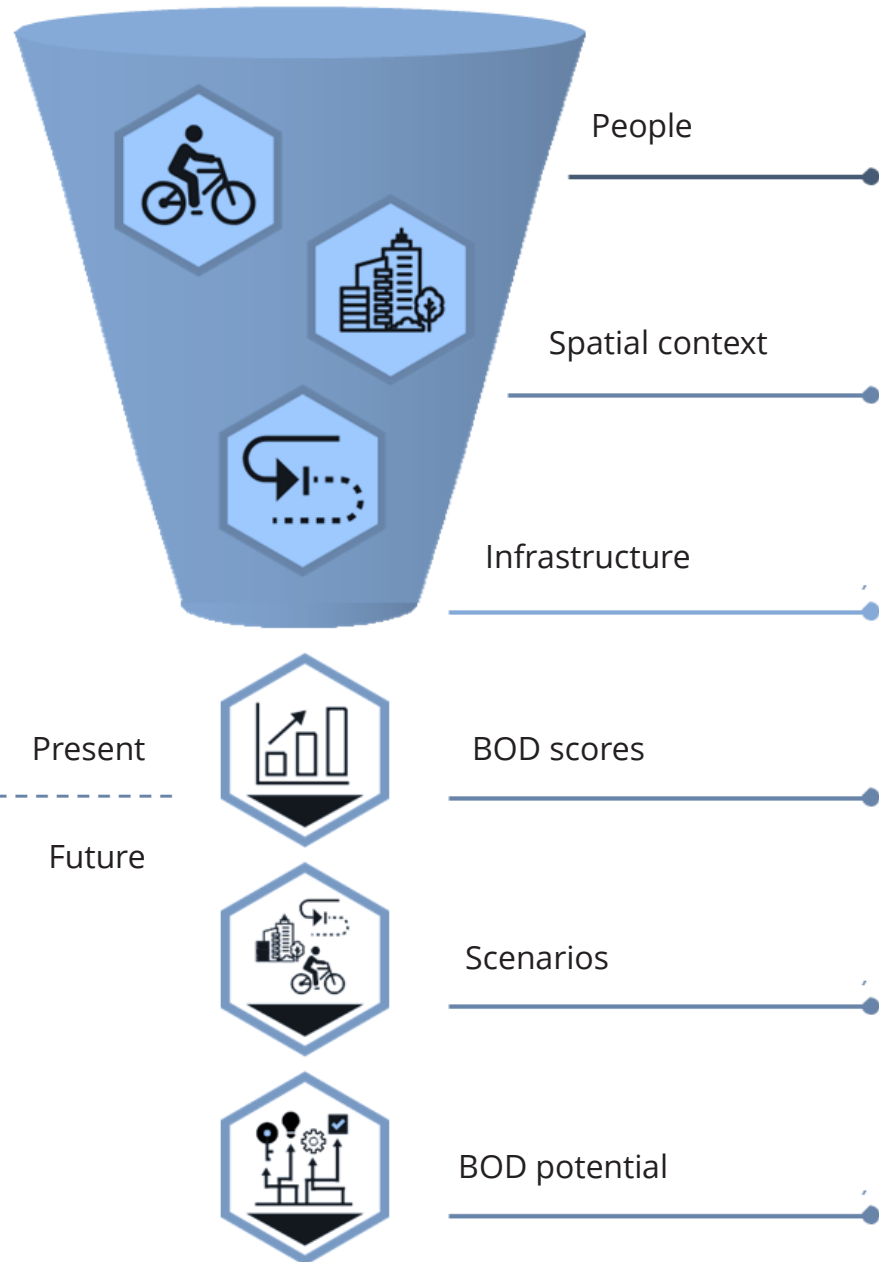 People
Spatial context
Infrastructure
Present
BOD scores
Future
Scenarios
BOD potential